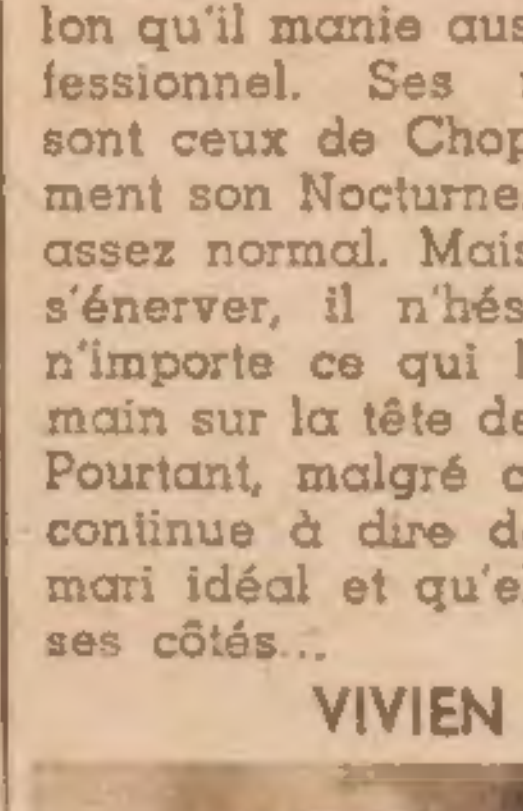 lon qu'il manie aus
fessionnel. Ses
sont ceux de Chop
ment son Nocturne
assez normal. Mais
s'énerver, il n'hés
n'importe ce qui l
main sur la tête de
Pourtant, malgré c
continue à dire d
mari idéal et qu'e
ses côtés...
VIVIEN